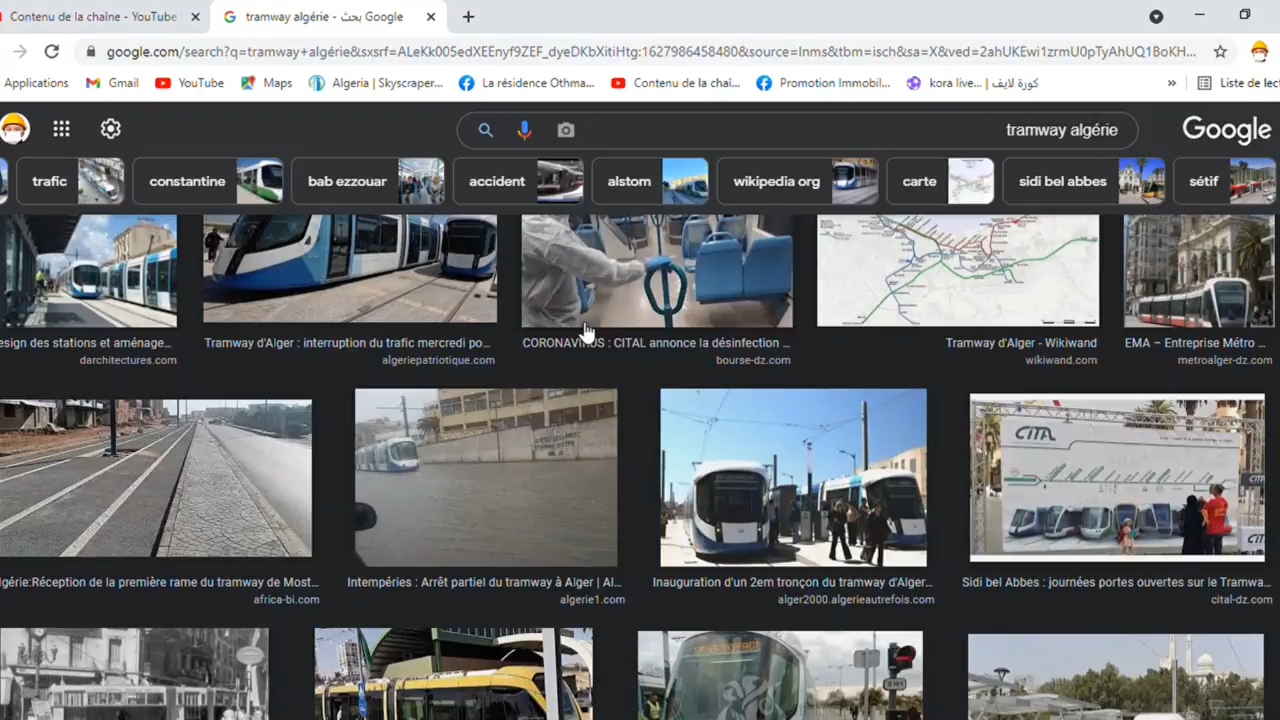 Contenu de la chaîne - YouTube
tramway algérie - بحث Google
google.com/search?q=tramway+algérie&sxsrf=ALeKk005edXEEnyf9ZEF_dyeDKbXitiHtg:1627986458480&source=lnms&tbm=isch&sa=X&ved=2ahUKEwi1zrmU0pTyAhUQ1BoKH...
Applications
Gmail
YouTube
Maps
Algeria | Skyscraper...
La résidence Othma...
Contenu de la chaî...
Promotion Immobil...
kora live... | كورة لايف
»
Liste de lec
tramway algérie
Google
trafic
constantine
bab ezzouar
accident
alstom
wikipedia org
carte
sidi bel abbes
sétif
esign des stations et aménage...
darchitectures.com
Tramway d'Alger : interruption du trafic mercredi po...
algeriepatriotique.com
CORONAVIRUS : CITAL annonce la désinfection ...
bourse-dz.com
Tramway d'Alger - Wikiwand
wikiwand.com
EMA – Entreprise Métro ...
metroalger-dz.com
CITAL
lgérie:Réception de la première rame du tramway de Most...
africa-bi.com
Intempéries : Arrêt partiel du tramway à Alger | Al...
algerie1.com
Inauguration d'un 2em tronçon du tramway d'Alger...
alger2000.algerieautrefois.com
Sidi bel Abbes : journées portes ouvertes sur le Tramwa...
cital-dz.com